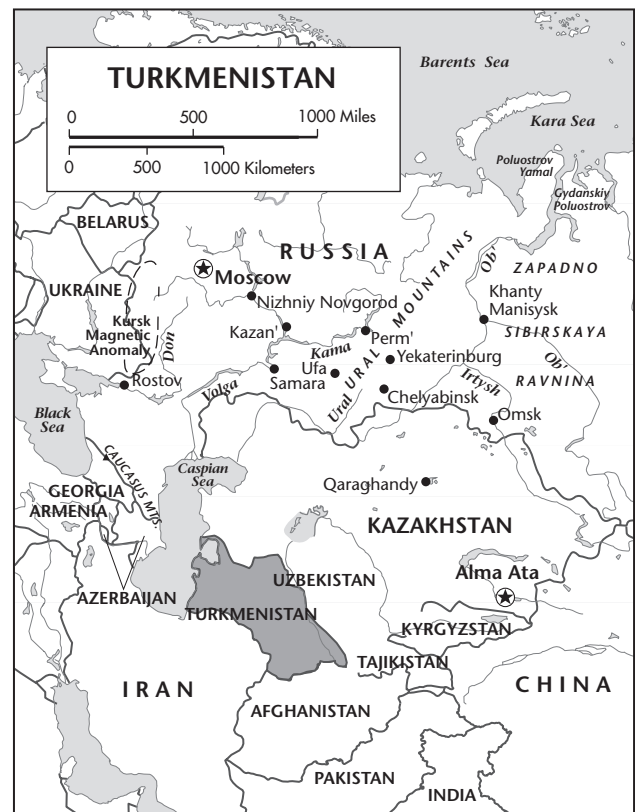 TURKMENISTAN
0 500 1000 Miles
0 500 1000 Kilometers
Barents Sea
Kara Sea
Poluostrov
Yamal
Gydanskiy
Poluostrov
BELARUS
RUSSIA
Moscow
UKRAINE
Nizhniy Novgorod
Kursk
Magnetic
Anomaly
Don
Kazan'
Perm'
Kama
Ufa
Yekaterinburg
URAL MOUNTAINS
Ob'
ZAPADNO
Khanty
Manisysk
SIBIRSKAYA
Ob'
RAVNINA
Irtysh
Rostov
Volga
Samara
Ural
Chelyabinsk
Omsk
Black
Sea
CAUCASUS MTS.
Caspian
Sea
Qaraghandy
GEORGIA
ARMENIA
KAZAKHSTAN
Alma Ata
AZERBAIJAN
UZBEKISTAN
TURKMENISTAN
KYRGYZSTAN
TAJIKISTAN
IRAN
CHINA
AFGHANISTAN
PAKISTAN
INDIA